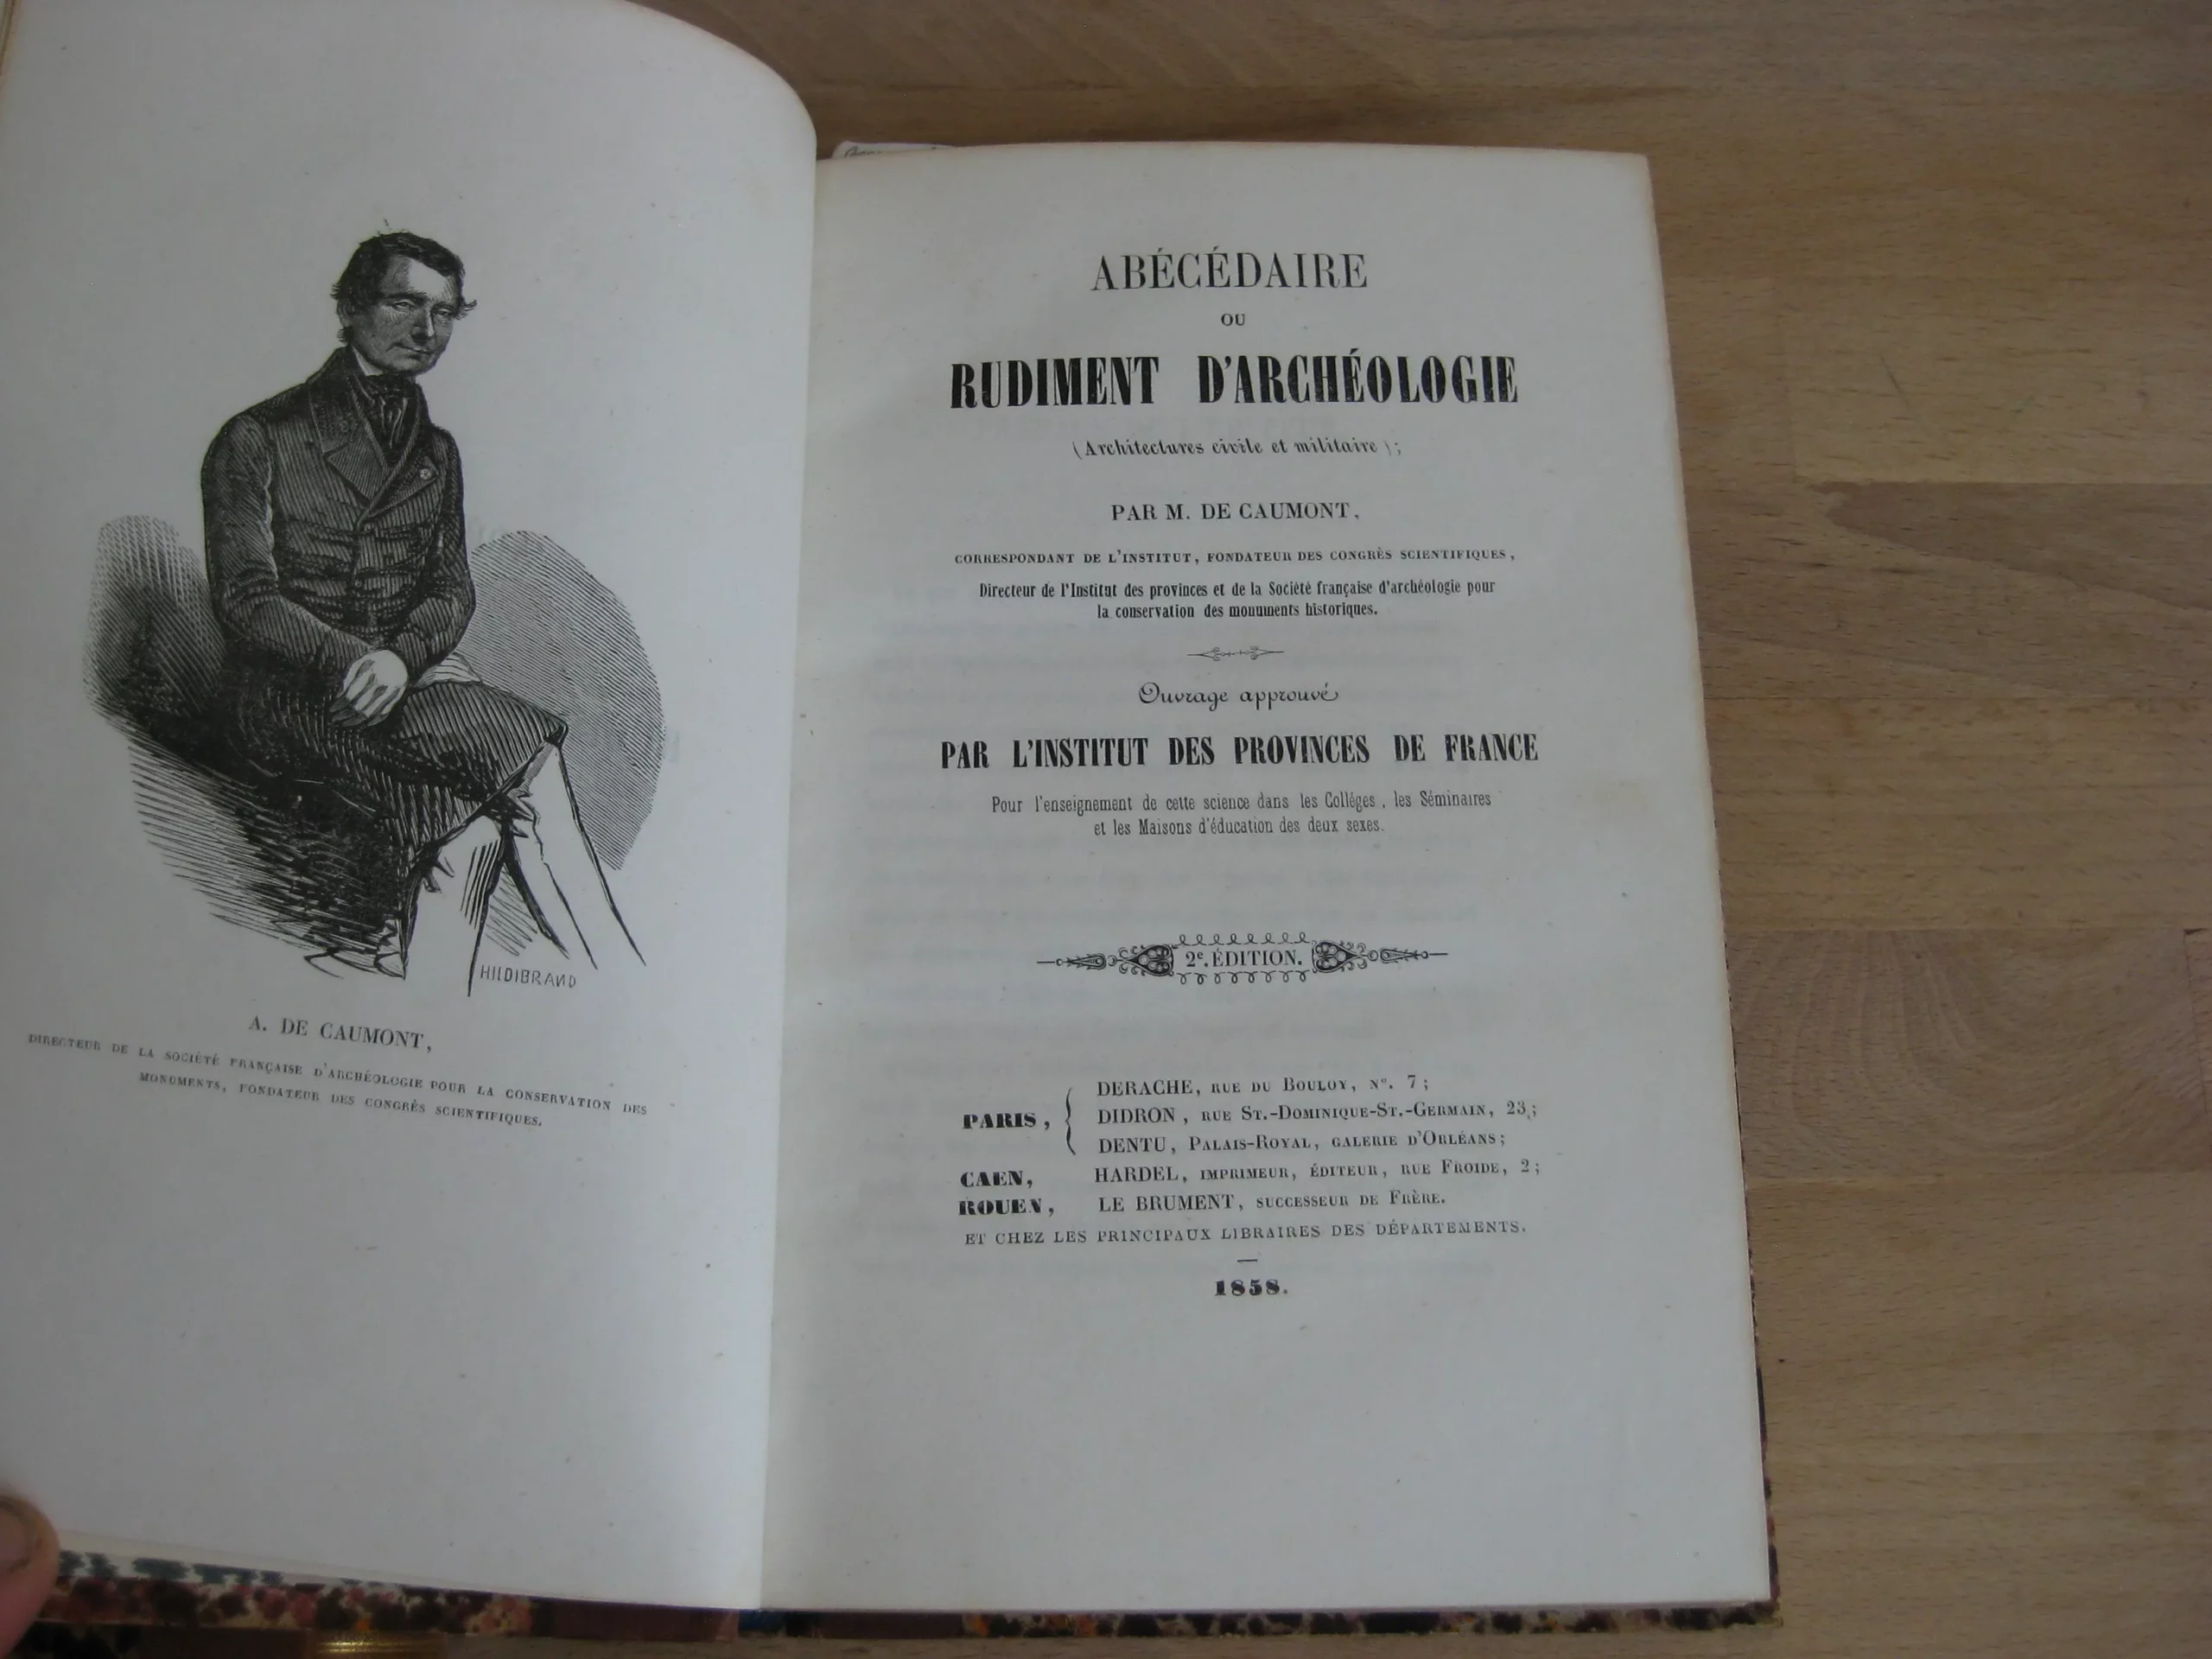 HILDIBRAND
A. DE CAUMONT,
DIRECTEUR DE LA SOCIÉTÉ FRANÇAISE D'ARCHÉOLOGIE POUR LA CONSERVATION DES
MONUMENTS, FONDATEUR DES CONGRÈS SCIENTIFIQUES.
ABÉCÉDAIRE
OU
RUDIMENT D'ARCHÉOLOGIE
(Architectures civile et militaire);
PAR M. DE CAUMONT,
CORRESPONDANT DE L'INSTITUT, FONDATEUR DES CONGRÈS SCIENTIFIQUES,
Directeur de l'Institut des provinces et de la Société française d'archéologie pour
la conservation des monuments historiques.
Ouvrage approuvé
PAR L'INSTITUT DES PROVINCES DE FRANCE
Pour l'enseignement de cette science dans les Colléges, les Séminaires
et les Maisons d'éducation des deux sexes.
2e. ÉDITION.
DERACHE, RUE DU BOULOY, No. 7;
PARIS, DIDRON, RUE ST.-DOMINIQUE-ST.-GERMAIN, 23;
DENTU, PALAIS-ROYAL, GALERIE D'ORLÉANS;
CAEN, HARDEL, IMPRIMEUR, ÉDITEUR, RUE FROIDE, 2;
ROUEN, LE BRUMENT, SUCCESSEUR DE FRÈRE.
ET CHEZ LES PRINCIPAUX LIBRAIRES DES DÉPARTEMENTS.
1858.